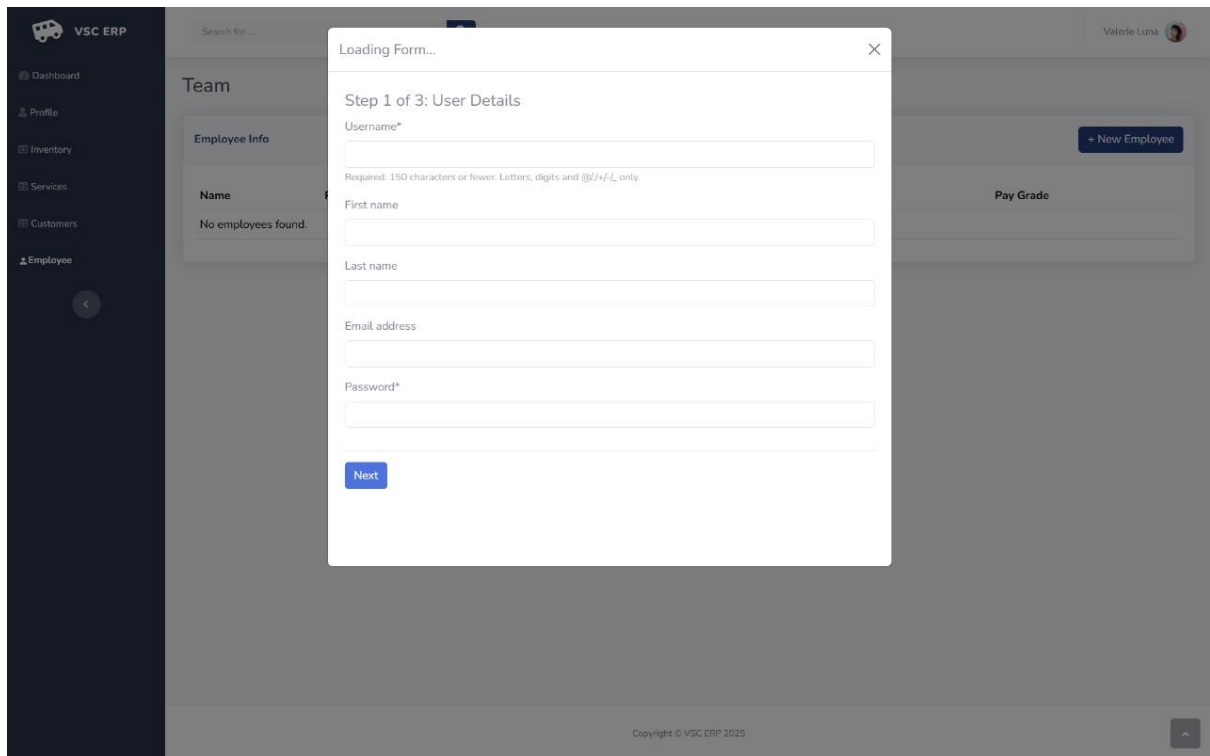 VSC ERP
Search for ...
Valerie Luna
Dashboard
Profile
Inventory
Services
Customers
Employee
Team
Employee Info
+ New Employee
Name
Pay Grade
No employees found.
Loading Form...
Step 1 of 3: User Details
Username*
Required. 150 characters or fewer. Letters, digits and @/./+/-/_ only.
First name
Last name
Email address
Password*
Next
Copyright © VSC ERP 2025